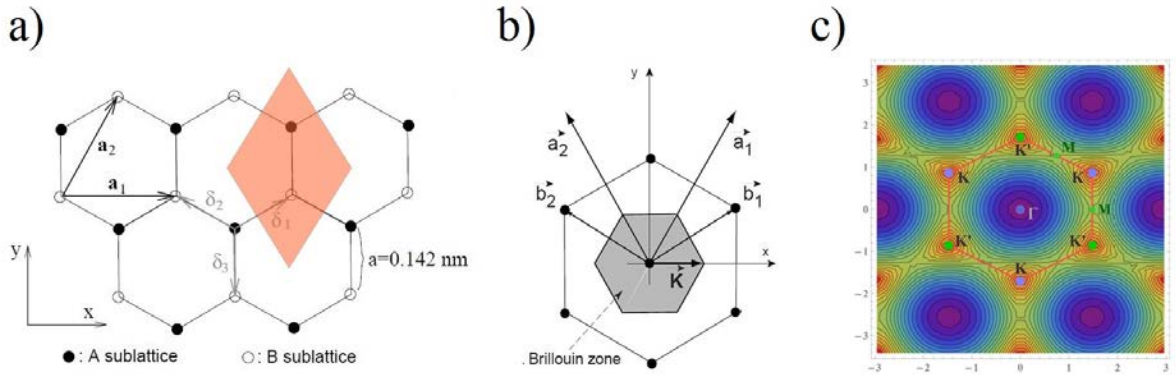 a)
a₂
a₁
δ₂
δ₁
δ₃
a=0.142 nm
y
x
●: A sublattice ○: B sublattice
b)
y
a₂
a₁
b₂
b₁
x
K
. Brillouin zone
c)
3
2
1
0
-1
-2
-3
-3 -2 -1 0 1 2 3
K'
M
K
K
Γ
M
K'
K'
K